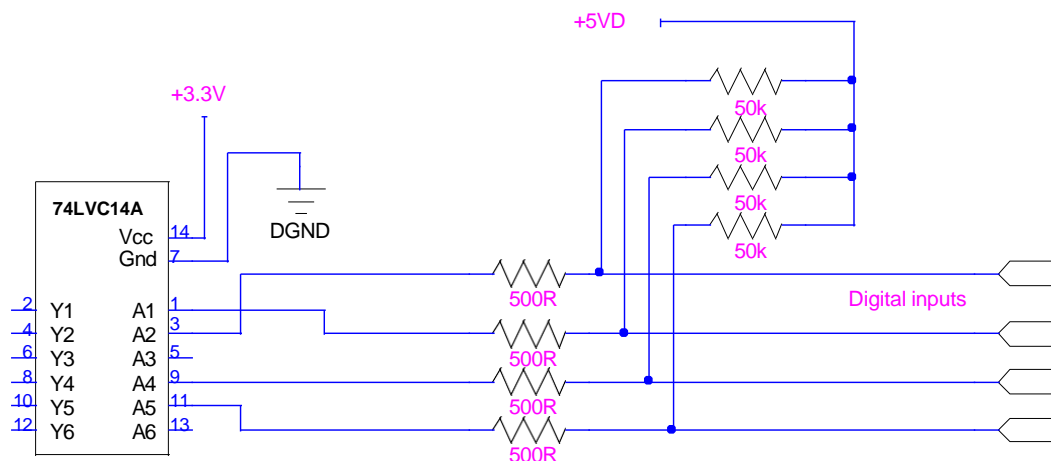 +5VD
50k
+3.3V
50k
50k
74LVC14A
DGND
50k
Vcc 14
Gnd 7
500R
Digital inputs
2 Y1 A1 1
4 Y2 A2 3
500R
6 Y3 A3 5
8 Y4 A4 9
500R
10 Y5 A5 11
12 Y6 A6 13
500R